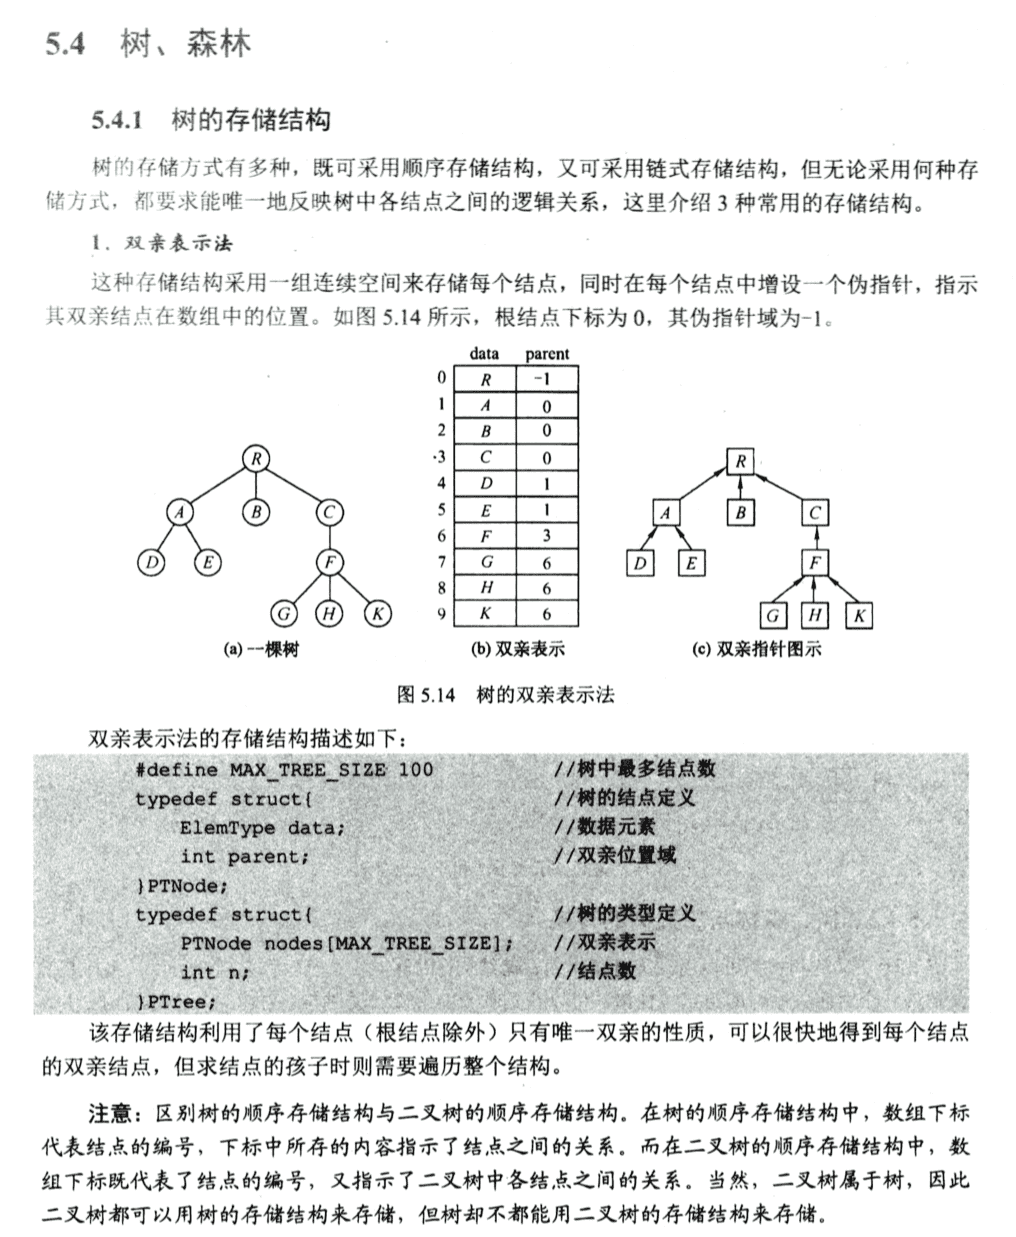 5.4 树、森林
5.4.1 树的存储结构
树的存储方式有多种，既可采用顺序存储结构，又可采用链式存储结构，但无论采用何种存
储方式，都要求能唯一地反映树中各结点之间的逻辑关系，这里介绍 3 种常用的存储结构。
1．双亲表示法
这种存储结构采用一组连续空间来存储每个结点，同时在每个结点中增设一个伪指针，指示
其双亲结点在数组中的位置。如图 5.14 所示，根结点下标为 0，其伪指针域为-1。
R
A B C
D E F
G H K
(a) 一棵树
data parent
0 R -1
1 A 0
2 B 0
3 C 0
4 D 1
5 E 1
6 F 3
7 G 6
8 H 6
9 K 6
(b) 双亲表示
R
A B C
D E F
G H K
(c) 双亲指针图示
图 5.14 树的双亲表示法
双亲表示法的存储结构描述如下：
#define MAX_TREE_SIZE 100 //树中最多结点数
typedef struct{ //树的结点定义
ElemType data; //数据元素
int parent; //双亲位置域
}PTNode;
typedef struct{ //树的类型定义
PTNode nodes[MAX_TREE_SIZE]; //双亲表示
int n; //结点数
}PTree;
该存储结构利用了每个结点（根结点除外）只有唯一双亲的性质，可以很快地得到每个结点
的双亲结点，但求结点的孩子时则需要遍历整个结构。
注意：区别树的顺序存储结构与二叉树的顺序存储结构。在树的顺序存储结构中，数组下标
代表结点的编号，下标中所存的内容指示了结点之间的关系。而在二叉树的顺序存储结构中，数
组下标既代表了结点的编号，又指示了二叉树中各结点之间的关系。当然，二叉树属于树，因此
二叉树都可以用树的存储结构来存储，但树却不都能用二叉树的存储结构来存储。